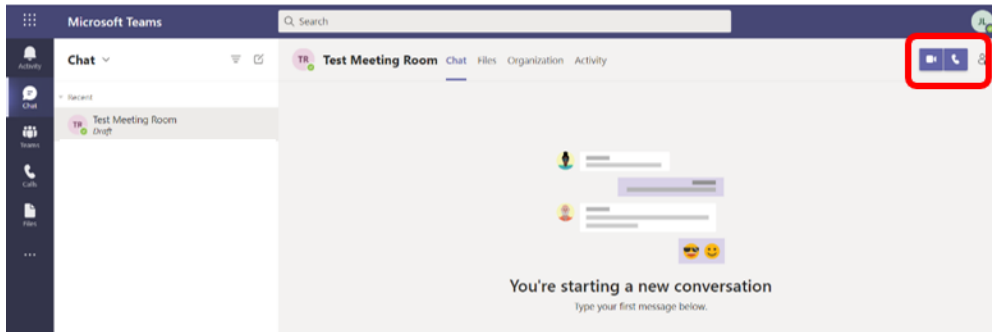 Microsoft Teams
Search
JL
Activity
Chat
Chat
Teams
Calls
Files
Recent
TR
Test Meeting Room
Draft
TR Test Meeting Room Chat Files Organization Activity
You're starting a new conversation
Type your first message below.